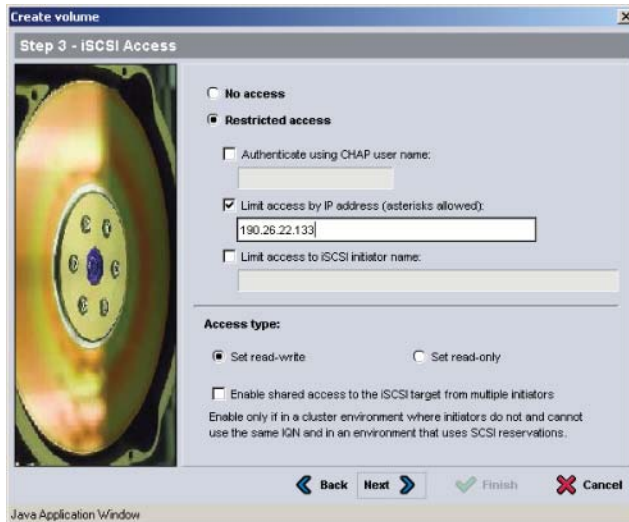 Create volume
Step 3 - iSCSI Access
No access
Restricted access
Authenticate using CHAP user name:
Limit access by IP address (asterisks allowed):
190.26.22.133
Limit access to iSCSI initiator name:
Access type:
Set read-write Set read-only
Enable shared access to the iSCSI target from multiple initiators
Enable only if in a cluster environment where initiators do not and cannot
use the same IQN and in an environment that uses SCSI reservations.
Back Next Finish Cancel
Java Application Window